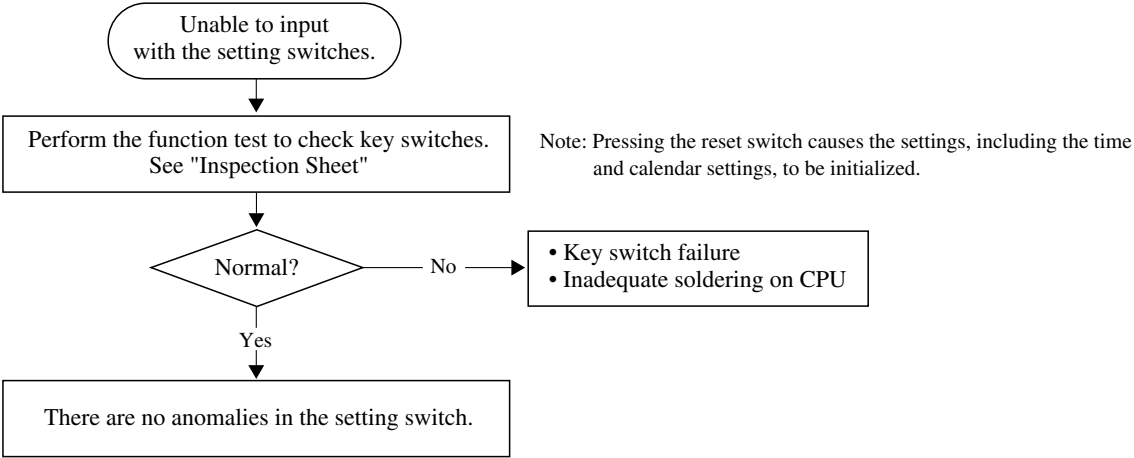 Unable to input
with the setting switches.
Perform the function test to check key switches.
See "Inspection Sheet"
Note: Pressing the reset switch causes the settings, including the time
and calendar settings, to be initialized.
Normal?
No
• Key switch failure
• Inadequate soldering on CPU
Yes
There are no anomalies in the setting switch.